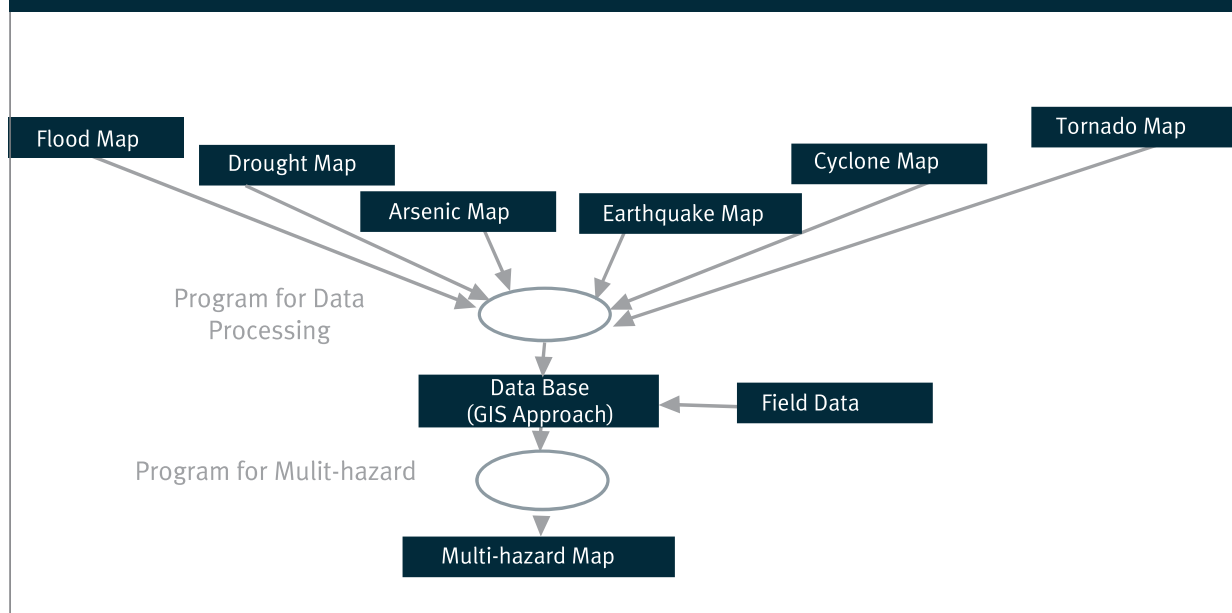 Flood Map
Drought Map
Arsenic Map
Earthquake Map
Cyclone Map
Tornado Map
Program for Data
Processing
Data Base
(GIS Approach)
Field Data
Program for Mulit-hazard
Multi-hazard Map